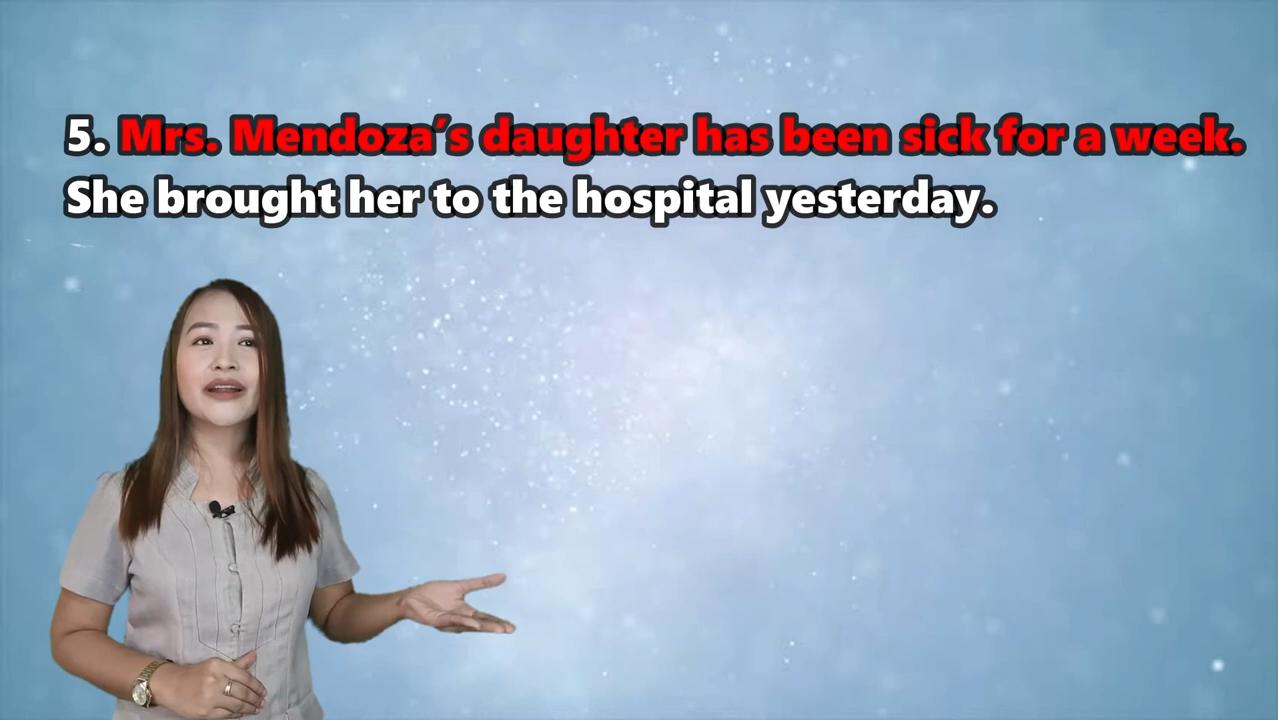 5. Mrs. Mendoza's daughter has been sick for a week.
She brought her to the hospital yesterday.